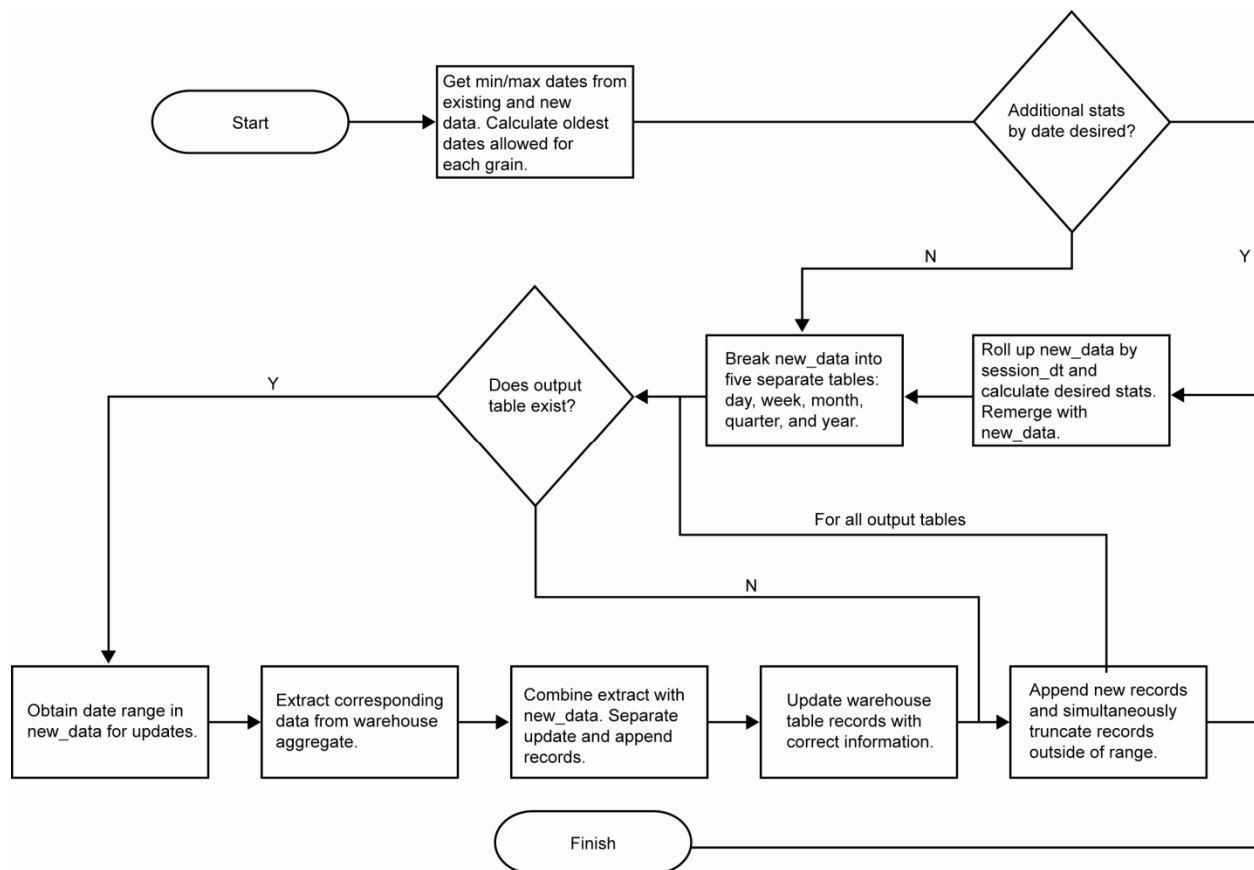 Start
Get min/max dates from
existing and new
data. Calculate oldest
dates allowed for
each grain.
Additional stats
by date desired?
N
Y
Y
Does output
table exist?
Break new_data into
five separate tables:
day, week, month,
quarter, and year.
Roll up new_data by
session_dt and
calculate desired stats.
Remerge with
new_data.
For all output tables
N
Obtain date range in
new_data for updates.
Extract corresponding
data from warehouse
aggregate.
Combine extract with
new_data. Separate
update and append
records.
Update warehouse
table records with
correct information.
Append new records
and simultaneously
truncate records
outside of range.
Finish